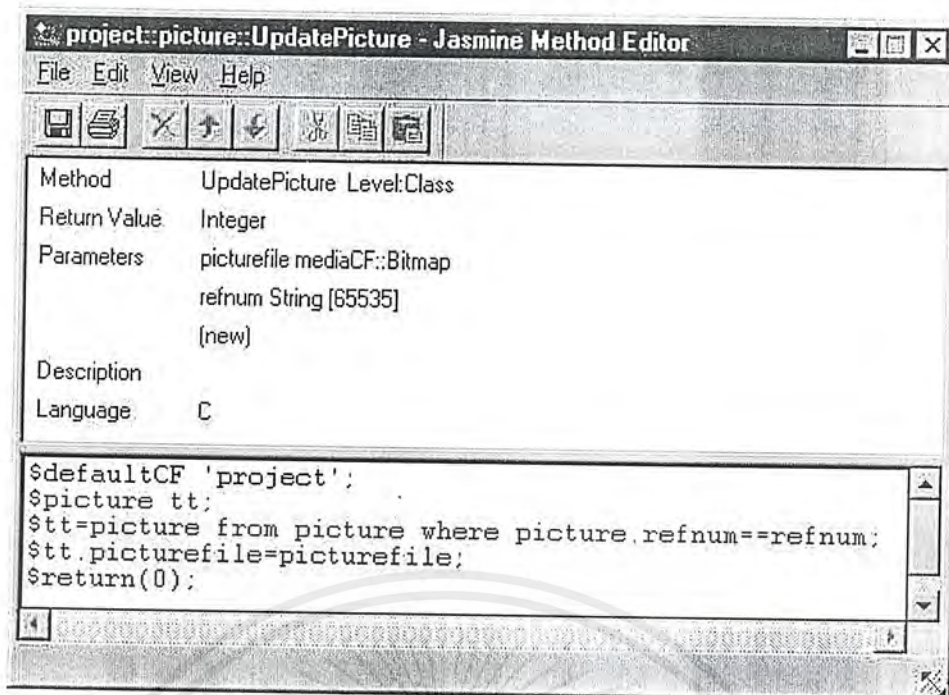 project::picture::UpdatePicture - Jasmine Method Editor
File Edit View Help
Method UpdatePicture Level:Class
Return Value Integer
Parameters picturefile mediaCF::Bitmap
refnum String [65535]
(new)
Description
Language C
$defaultCF 'project';
$picture tt;
$tt=picture from picture where picture.refnum==refnum;
$tt.picturefile=picturefile;
$return(0);